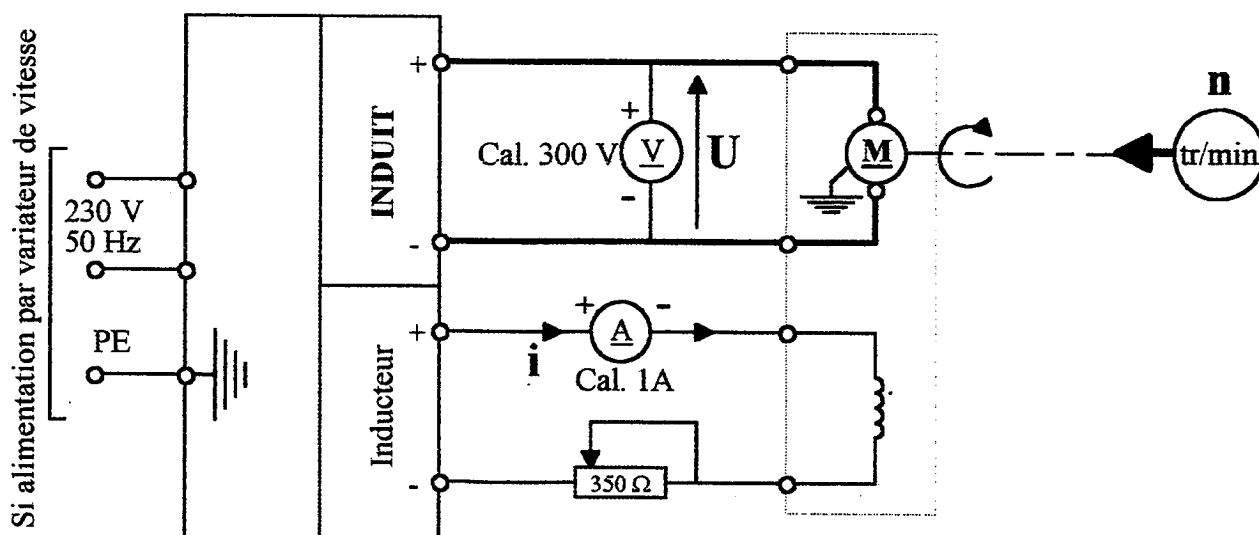 Si alimentation par variateur de vitesse
230 V
50 Hz
PE
INDUIT
+
-
Cal. 300 V
+
V
-
U
M
n
tr/min
Inducteur
+
-
i
+
A
-
Cal. 1A
350 Ω